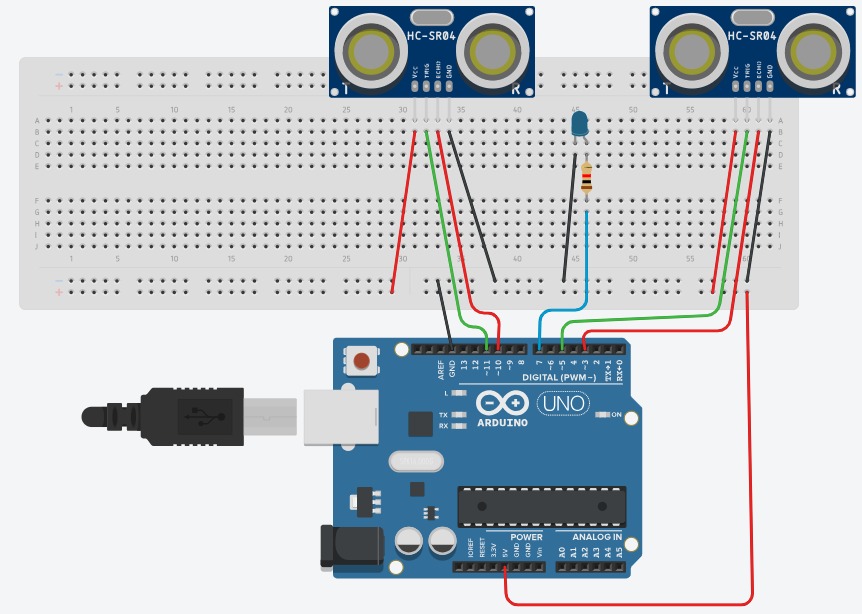 HC-SR04
Vcc TRIG ECHO GND
T R
HC-SR04
Vcc TRIG ECHO GND
T R
1 5 10 15 20 25 30 35 40 45 50 55 60
A A
B B
C C
D D
E E
F F
G G
H H
I I
J J
1 5 10 15 20 25 30 35 40 45 50 55 60
AREF GND 13 12 ~11 ~10 ~9 8 7 ~6 ~5 4 ~3 2 TX→1 RX←0
DIGITAL (PWM~)
L
TX
RX
UNO
ON
ARDUINO
POWER ANALOG IN
IOREF RESET 3.3V 5V GND GND Vin A0 A1 A2 A3 A4 A5